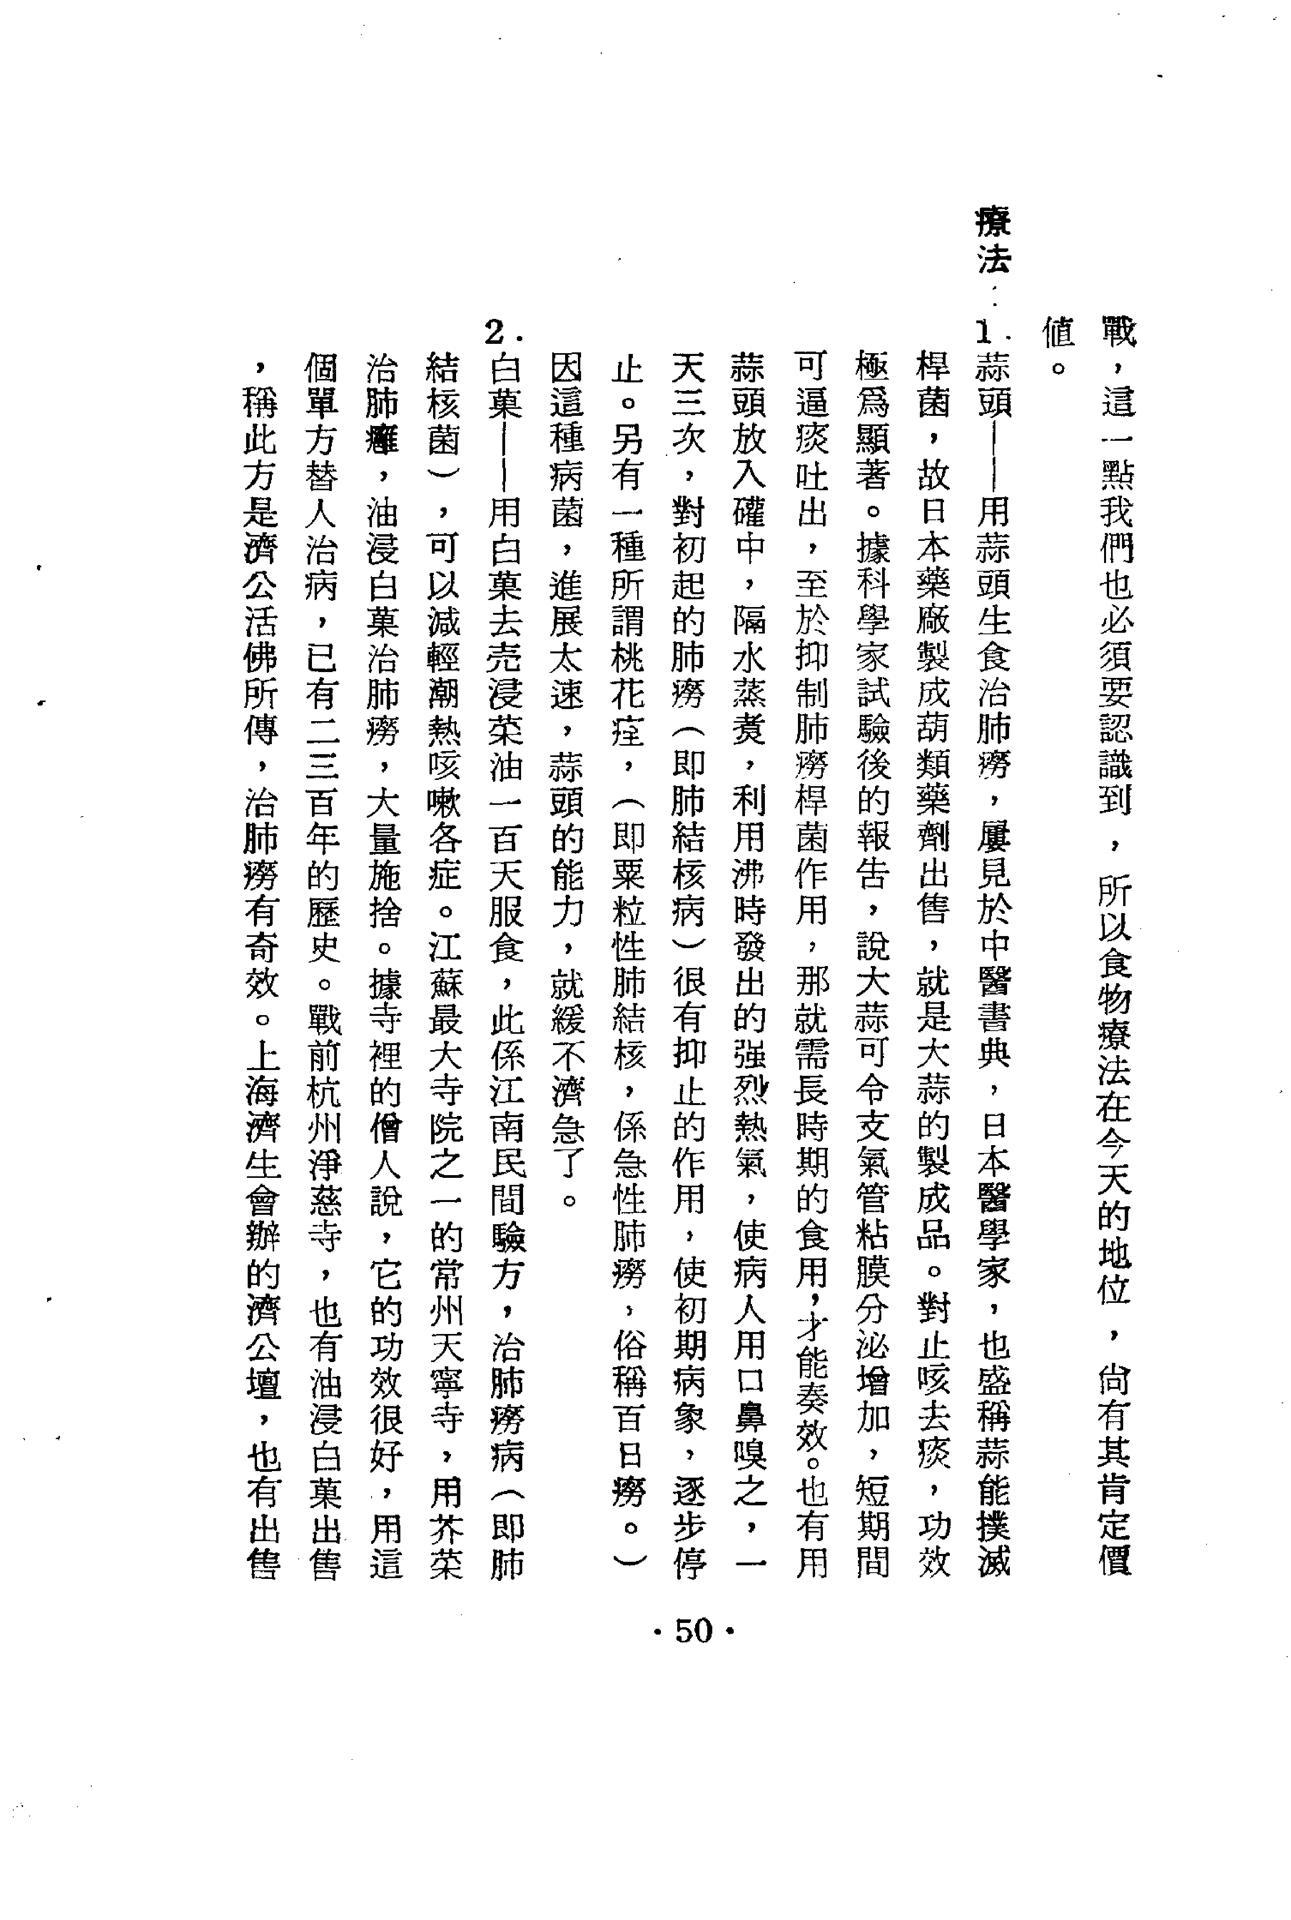 戰，這一點我們也必須要認識到，所以食物療法在今天的地位，尙有其肯定價
値。
療法：1.蒜頭——用蒜頭生食治肺癆，屢見於中醫書典，日本醫學家，也盛稱蒜能撲滅
桿菌，故日本藥廠製成葫類藥劑出售，就是大蒜的製成品。對止咳去痰，功效
極爲顯著。據科學家試驗後的報告，說大蒜可令支氣管粘膜分泌增加，短期間
可逼痰吐出，至於抑制肺癆桿菌作用，那就需長時期的食用，才能奏效。也有用
蒜頭放入礶中，隔水蒸煑，利用沸時發出的强烈熱氣，使病人用口鼻嗅之，一
天三次，對初起的肺癆（即肺結核病）很有抑止的作用，使初期病象，逐步停
止。另有一種所謂桃花疰，（即粟粒性肺結核，係急性肺癆，俗稱百日癆。）
因這種病菌，進展太速，蒜頭的能力，就緩不濟急了。
2.白菓——用白菓去壳浸菜油一百天服食，此係江南民間驗方，治肺癆病（即肺
結核菌），可以減輕潮熱咳嗽各症。江蘇最大寺院之一的常州天寧寺，用芥菜
治肺癰，油浸白菓治肺癆，大量施捨。據寺裡的僧人說，它的功效很好，用這
個單方替人治病，已有二三百年的歷史。戰前杭州淨慈寺，也有油浸白菓出售
，稱此方是濟公活佛所傳，治肺癆有奇效。上海濟生會辦的濟公壇，也有出售
·50·